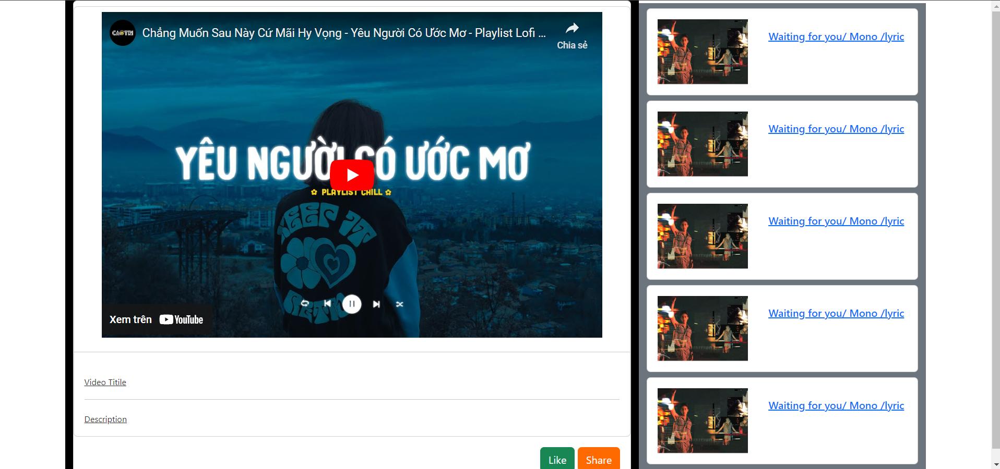 CAOTRI
Chẳng Muốn Sau Này Cứ Mãi Hy Vọng - Yêu Người Có Ước Mơ - Playlist Lofi ...
Chia sẻ
YÊU NGƯỜI CÓ ƯỚC MƠ
PLAYLIST CHILL
KEEP IT
RETRO
Xem trên YouTube
Video Titile
Description
Like Share
Waiting for you/ Mono /lyric
Waiting for you/ Mono /lyric
Waiting for you/ Mono /lyric
Waiting for you/ Mono /lyric
Waiting for you/ Mono /lyric